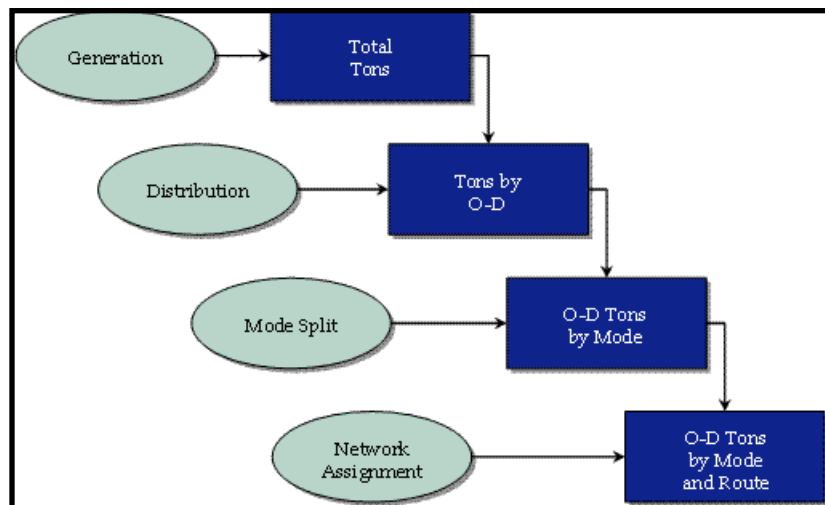 Generation
Total
Tons
Distribution
Tons by
O-D
Mode Split
O-D Tons
by Mode
Network
Assignment
O-D Tons
by Mode
and Route